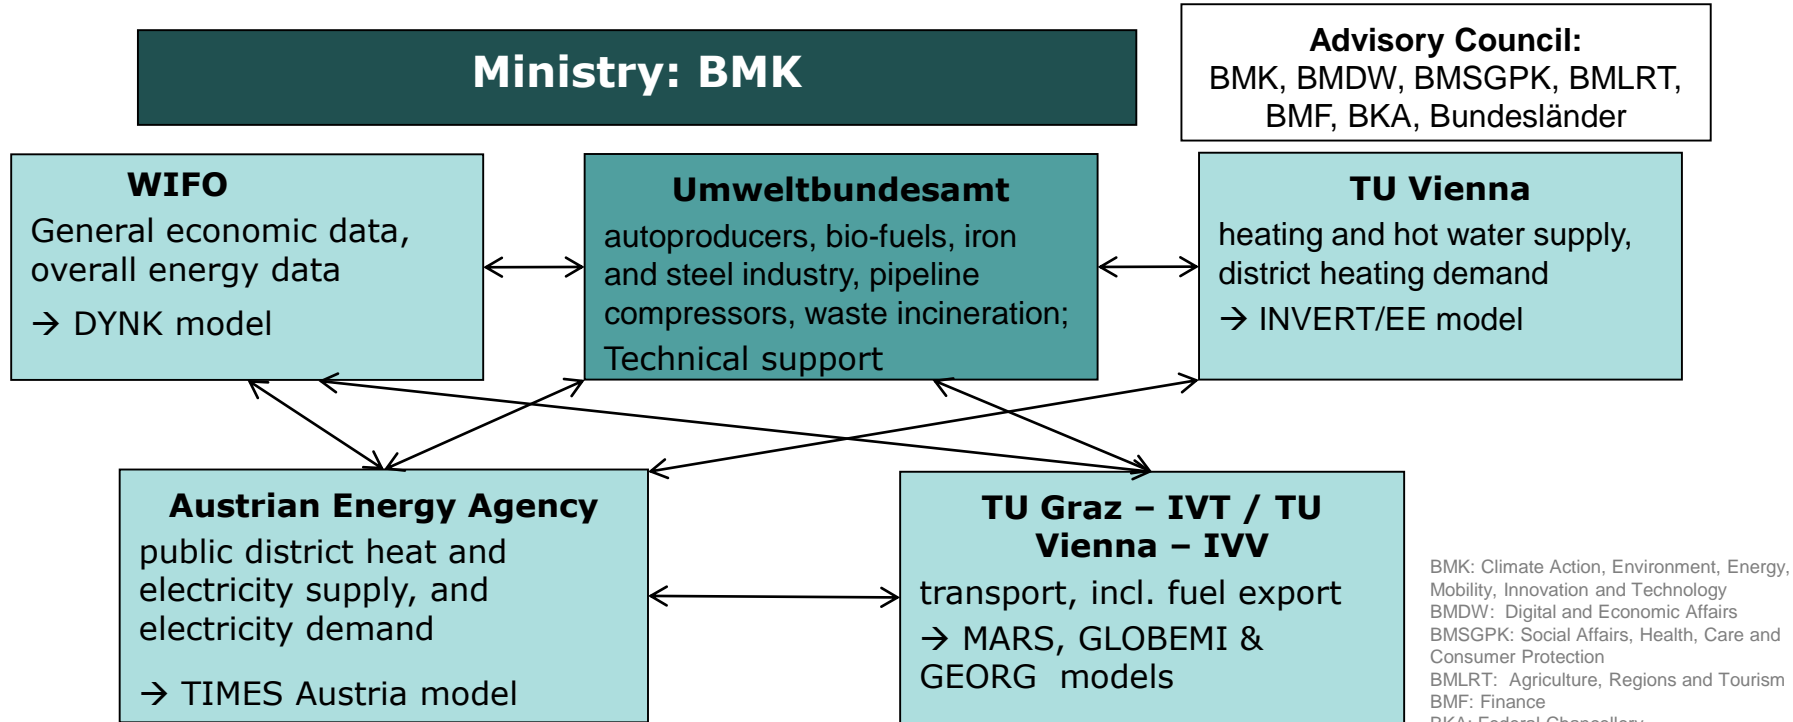 Ministry: BMK
Advisory Council:
BMK, BMDW, BMSGPK, BMLRT,
BMF, BKA, Bundesländer
WIFO
General economic data,
overall energy data
→ DYNK model
Umweltbundesamt
autoproducers, bio-fuels, iron
and steel industry, pipeline
compressors, waste incineration;
Technical support
TU Vienna
heating and hot water supply,
district heating demand
→ INVERT/EE model
Austrian Energy Agency
public district heat and
electricity supply, and
electricity demand
→ TIMES Austria model
TU Graz – IVT / TU
Vienna – IVV
transport, incl. fuel export
→ MARS, GLOBEMI &
GEORG models
BMK: Climate Action, Environment, Energy,
Mobility, Innovation and Technology
BMDW: Digital and Economic Affairs
BMSGPK: Social Affairs, Health, Care and
Consumer Protection
BMLRT: Agriculture, Regions and Tourism
BMF: Finance
BKA: Federal Chancellery